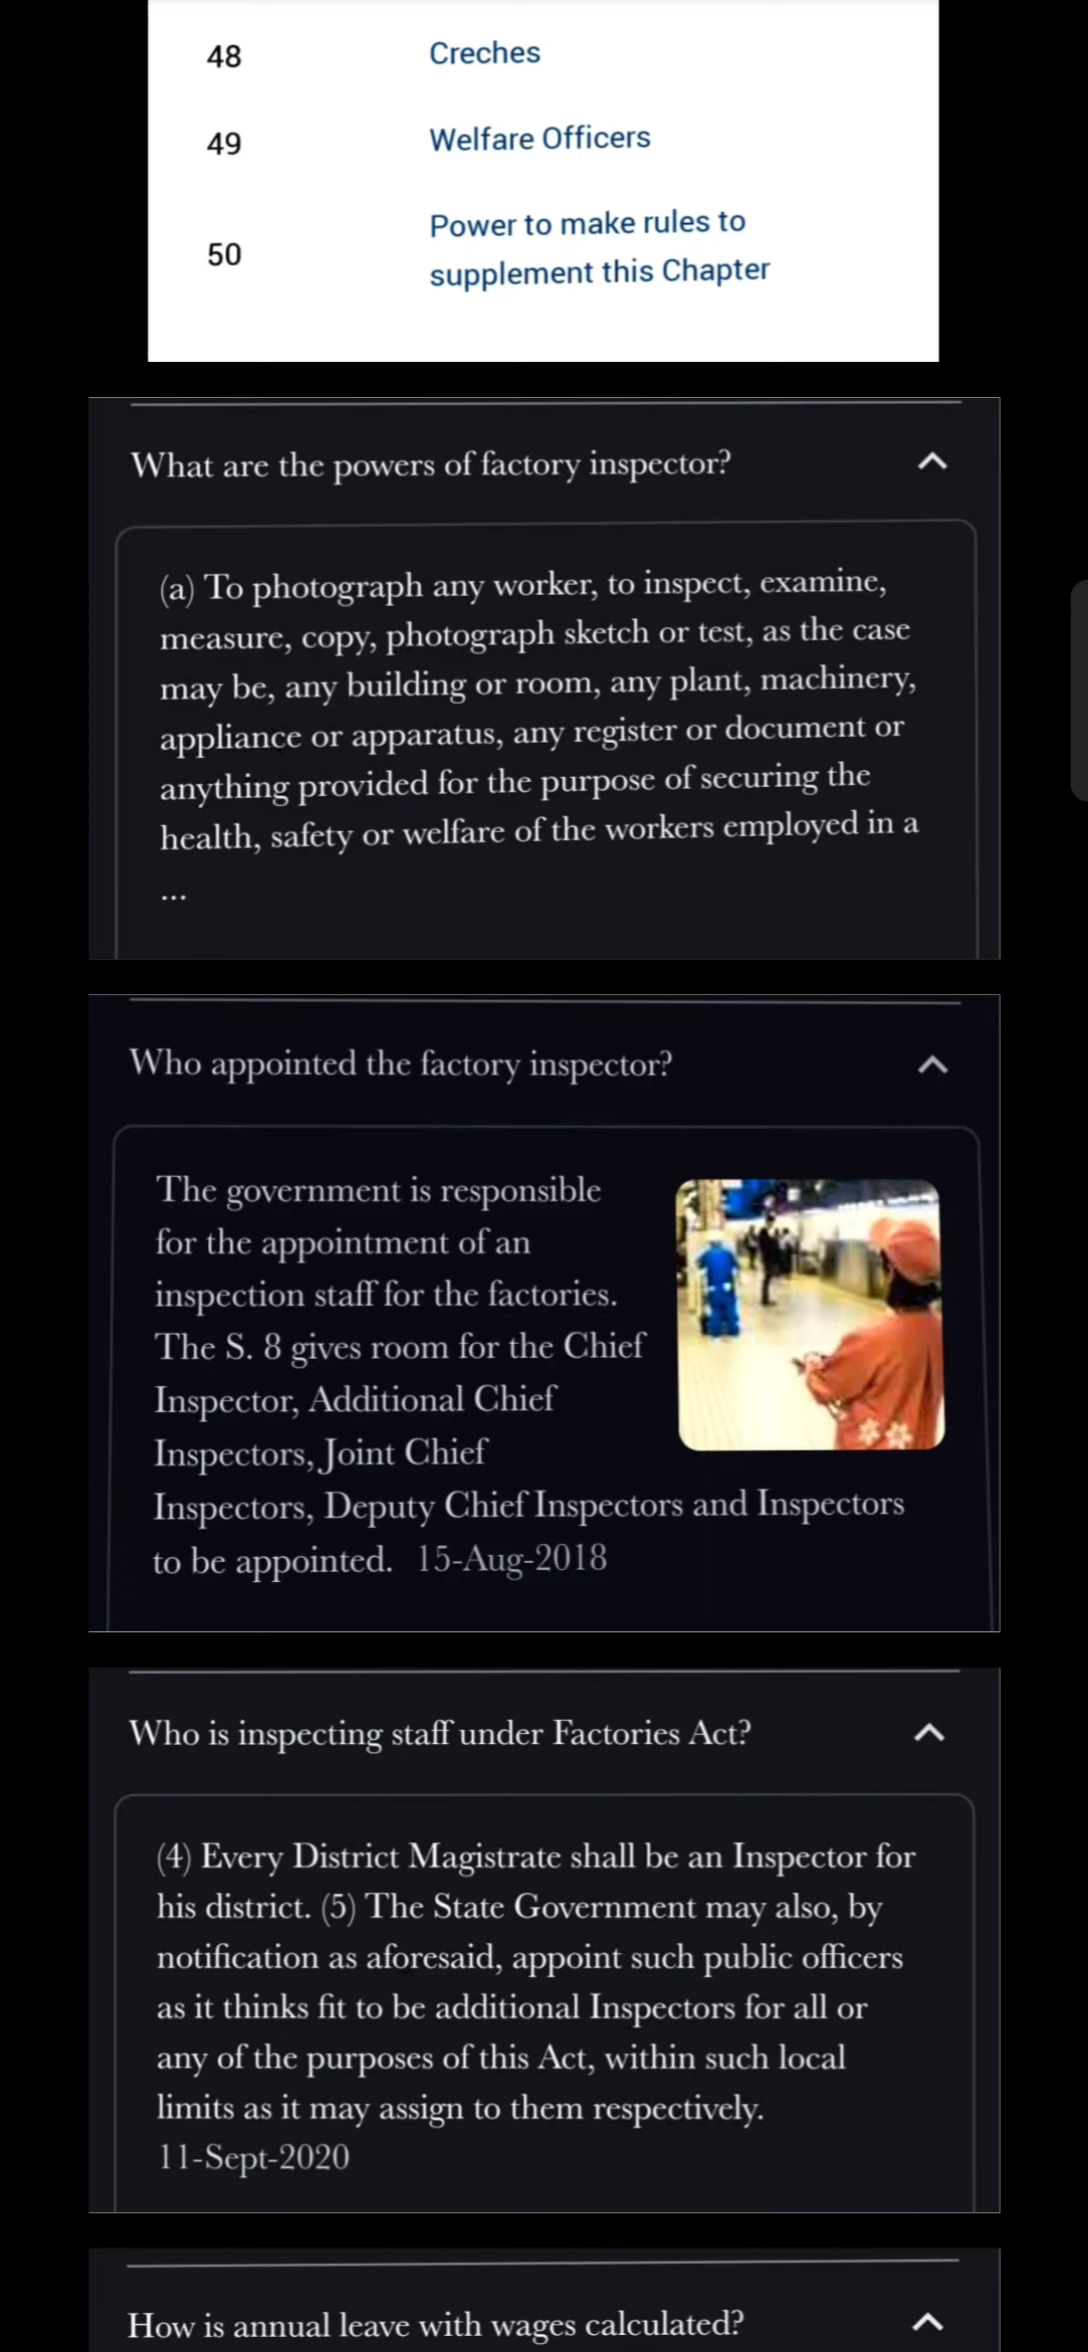 48 Creches
49 Welfare Officers
50 Power to make rules to
supplement this Chapter
What are the powers of factory inspector?
(a) To photograph any worker, to inspect, examine,
measure, copy, photograph sketch or test, as the case
may be, any building or room, any plant, machinery,
appliance or apparatus, any register or document or
anything provided for the purpose of securing the
health, safety or welfare of the workers employed in a
...
Who appointed the factory inspector?
The government is responsible
for the appointment of an
inspection staff for the factories.
The S. 8 gives room for the Chief
Inspector, Additional Chief
Inspectors, Joint Chief
Inspectors, Deputy Chief Inspectors and Inspectors
to be appointed. 15-Aug-2018
Who is inspecting staff under Factories Act?
(4) Every District Magistrate shall be an Inspector for
his district. (5) The State Government may also, by
notification as aforesaid, appoint such public officers
as it thinks fit to be additional Inspectors for all or
any of the purposes of this Act, within such local
limits as it may assign to them respectively.
11-Sept-2020
How is annual leave with wages calculated?